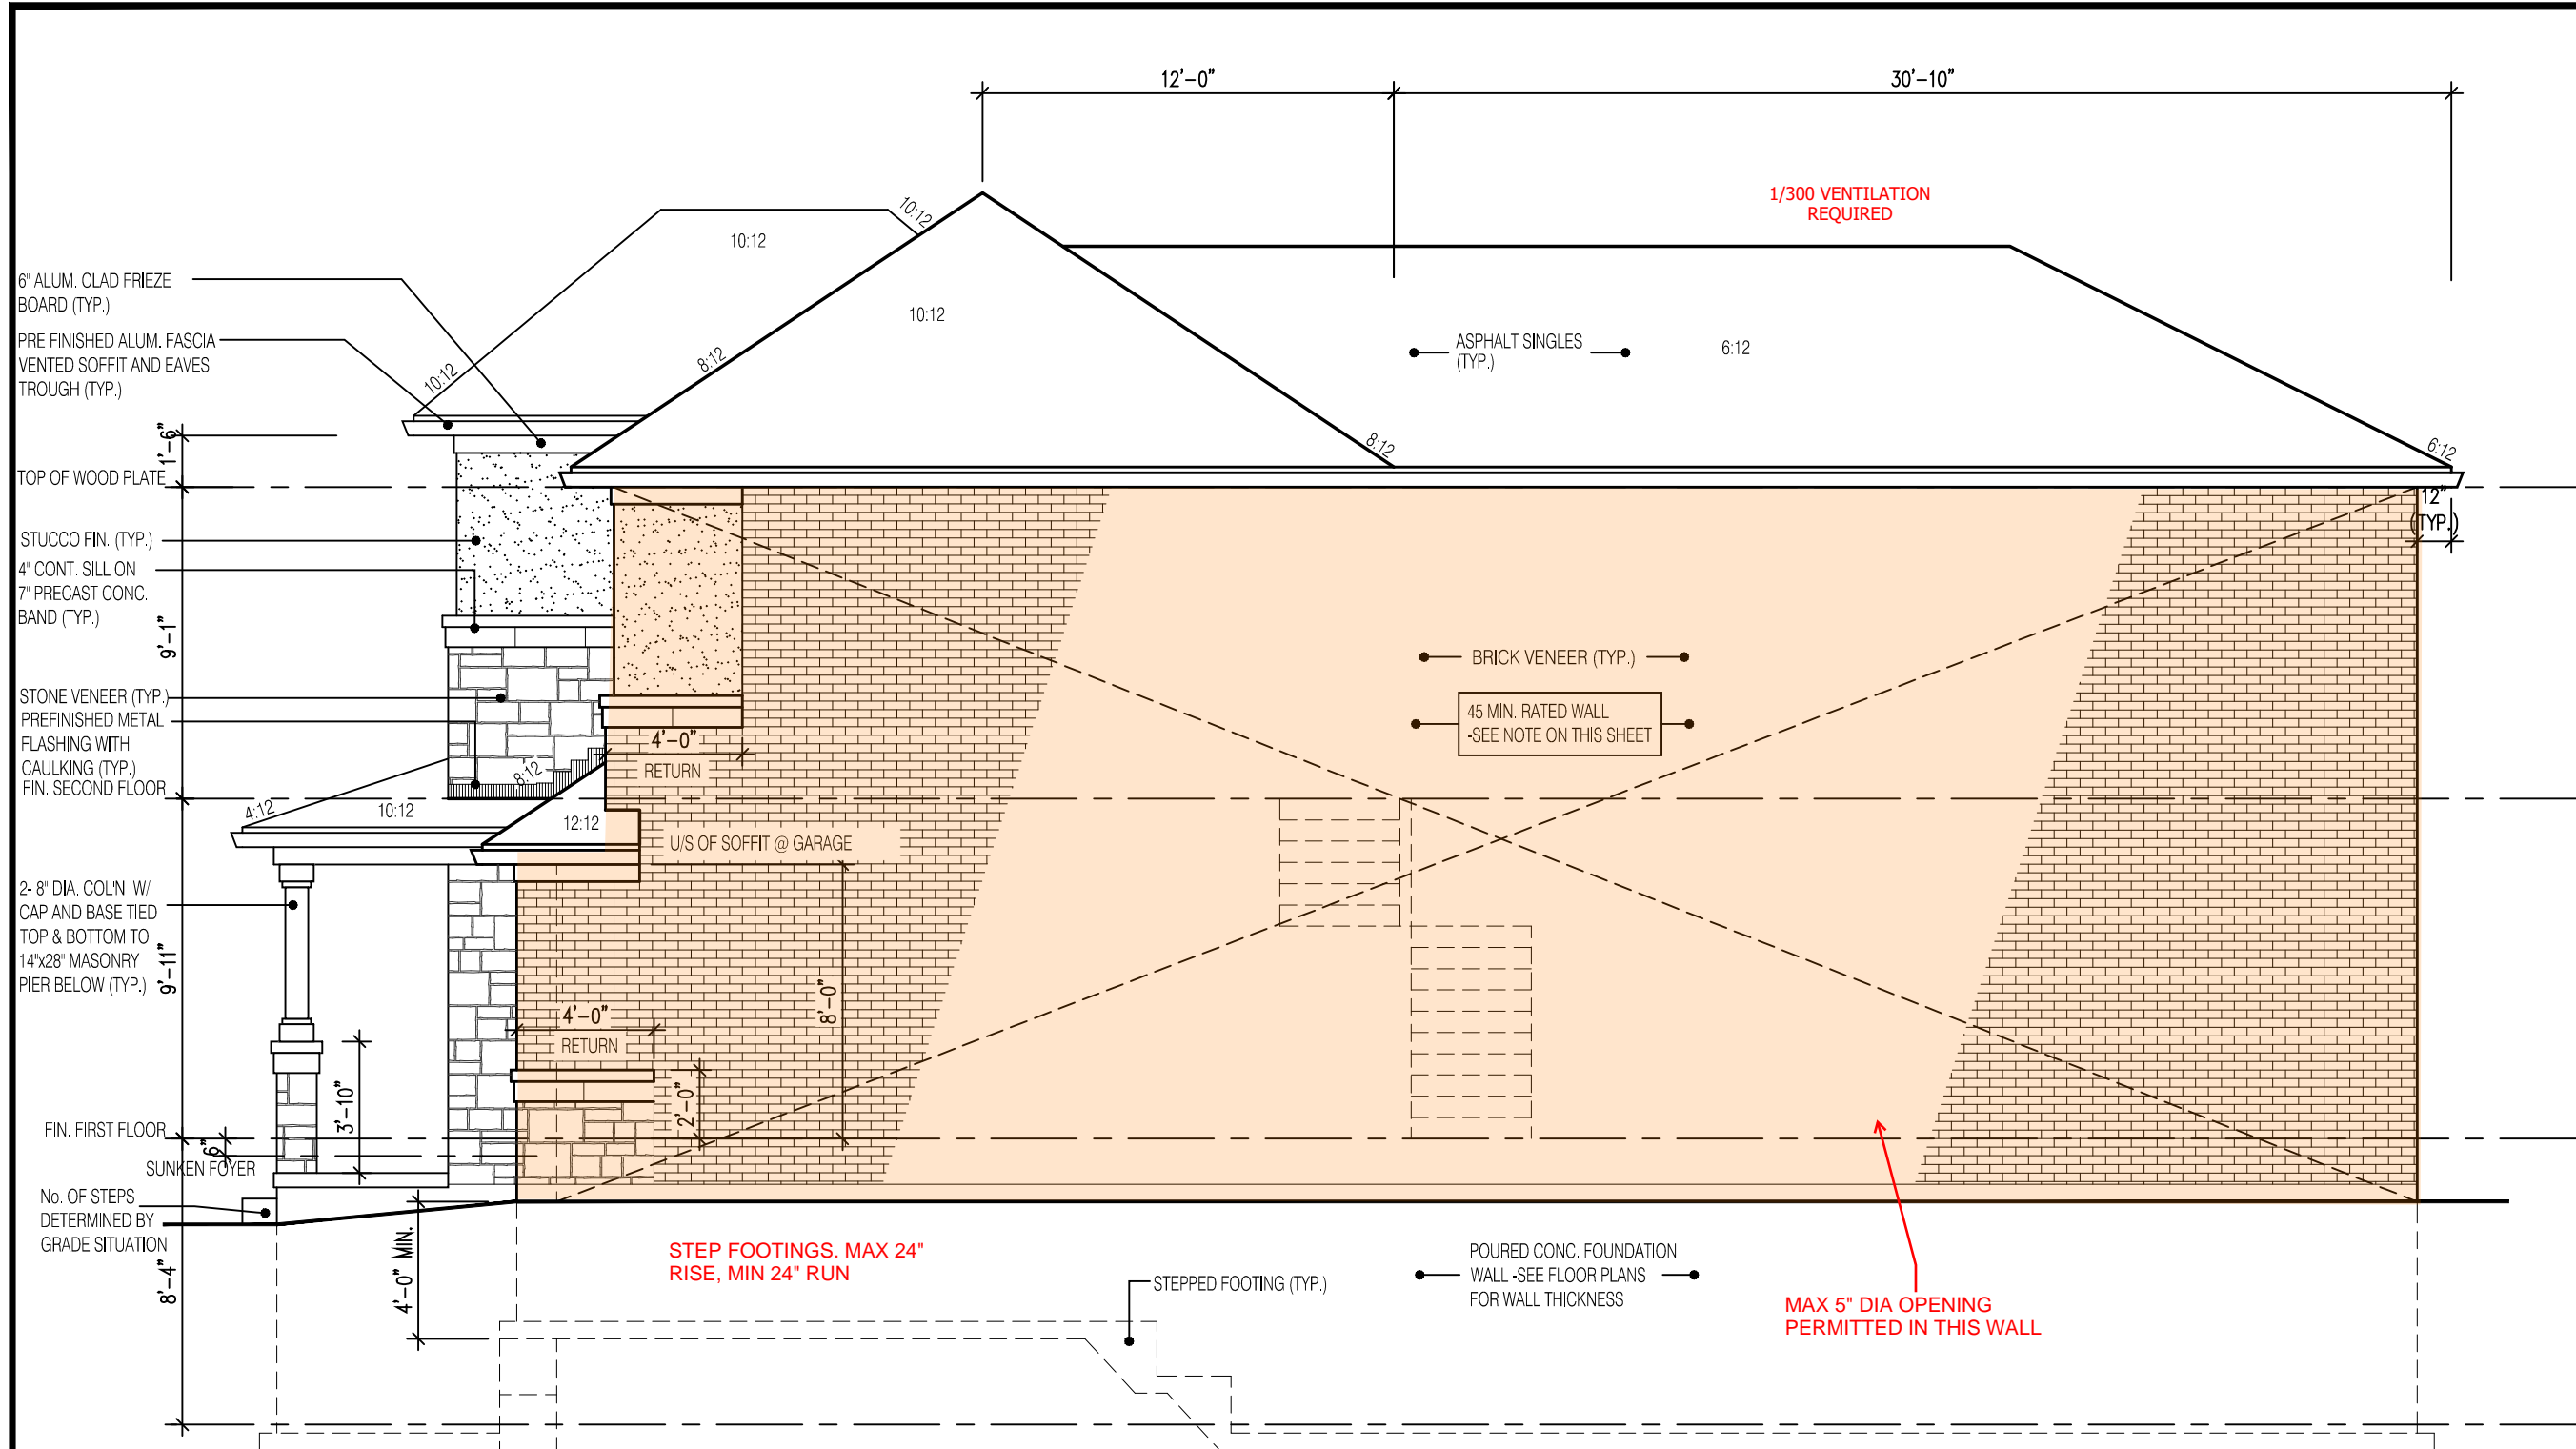 12'-0"
30'-10"
1/300 VENTILATION
REQUIRED
10:12
10:12
10:12
10:12
8:12
8:12
6:12
6:12
ASPHALT SINGLES
(TYP.)
6" ALUM. CLAD FRIEZE
BOARD (TYP.)
PRE FINISHED ALUM. FASCIA
VENTED SOFFIT AND EAVES
TROUGH (TYP.)
1'-6"
TOP OF WOOD PLATE
12"
(TYP.)
STUCCO FIN. (TYP.)
4" CONT. SILL ON
7" PRECAST CONC.
BAND (TYP.)
9'-1"
STONE VENEER (TYP.)
PREFINISHED METAL
FLASHING WITH
CAULKING (TYP.)
FIN. SECOND FLOOR
BRICK VENEER (TYP.)
45 MIN. RATED WALL
-SEE NOTE ON THIS SHEET
4'-0"
RETURN
8:12
4:12
10:12
12:12
U/S OF SOFFIT @ GARAGE
2- 8" DIA. COL'N W/
CAP AND BASE TIED
TOP & BOTTOM TO
14"x28" MASONRY
PIER BELOW (TYP.)
9'-11"
8'-0"
4'-0"
RETURN
3'-10"
2'-0"
FIN. FIRST FLOOR
6"
SUNKEN FOYER
No. OF STEPS
DETERMINED BY
GRADE SITUATION
8'-4"
4'-0" MIN.
STEP FOOTINGS. MAX 24"
RISE, MIN 24" RUN
STEPPED FOOTING (TYP.)
POURED CONC. FOUNDATION
WALL -SEE FLOOR PLANS
FOR WALL THICKNESS
MAX 5" DIA OPENING
PERMITTED IN THIS WALL